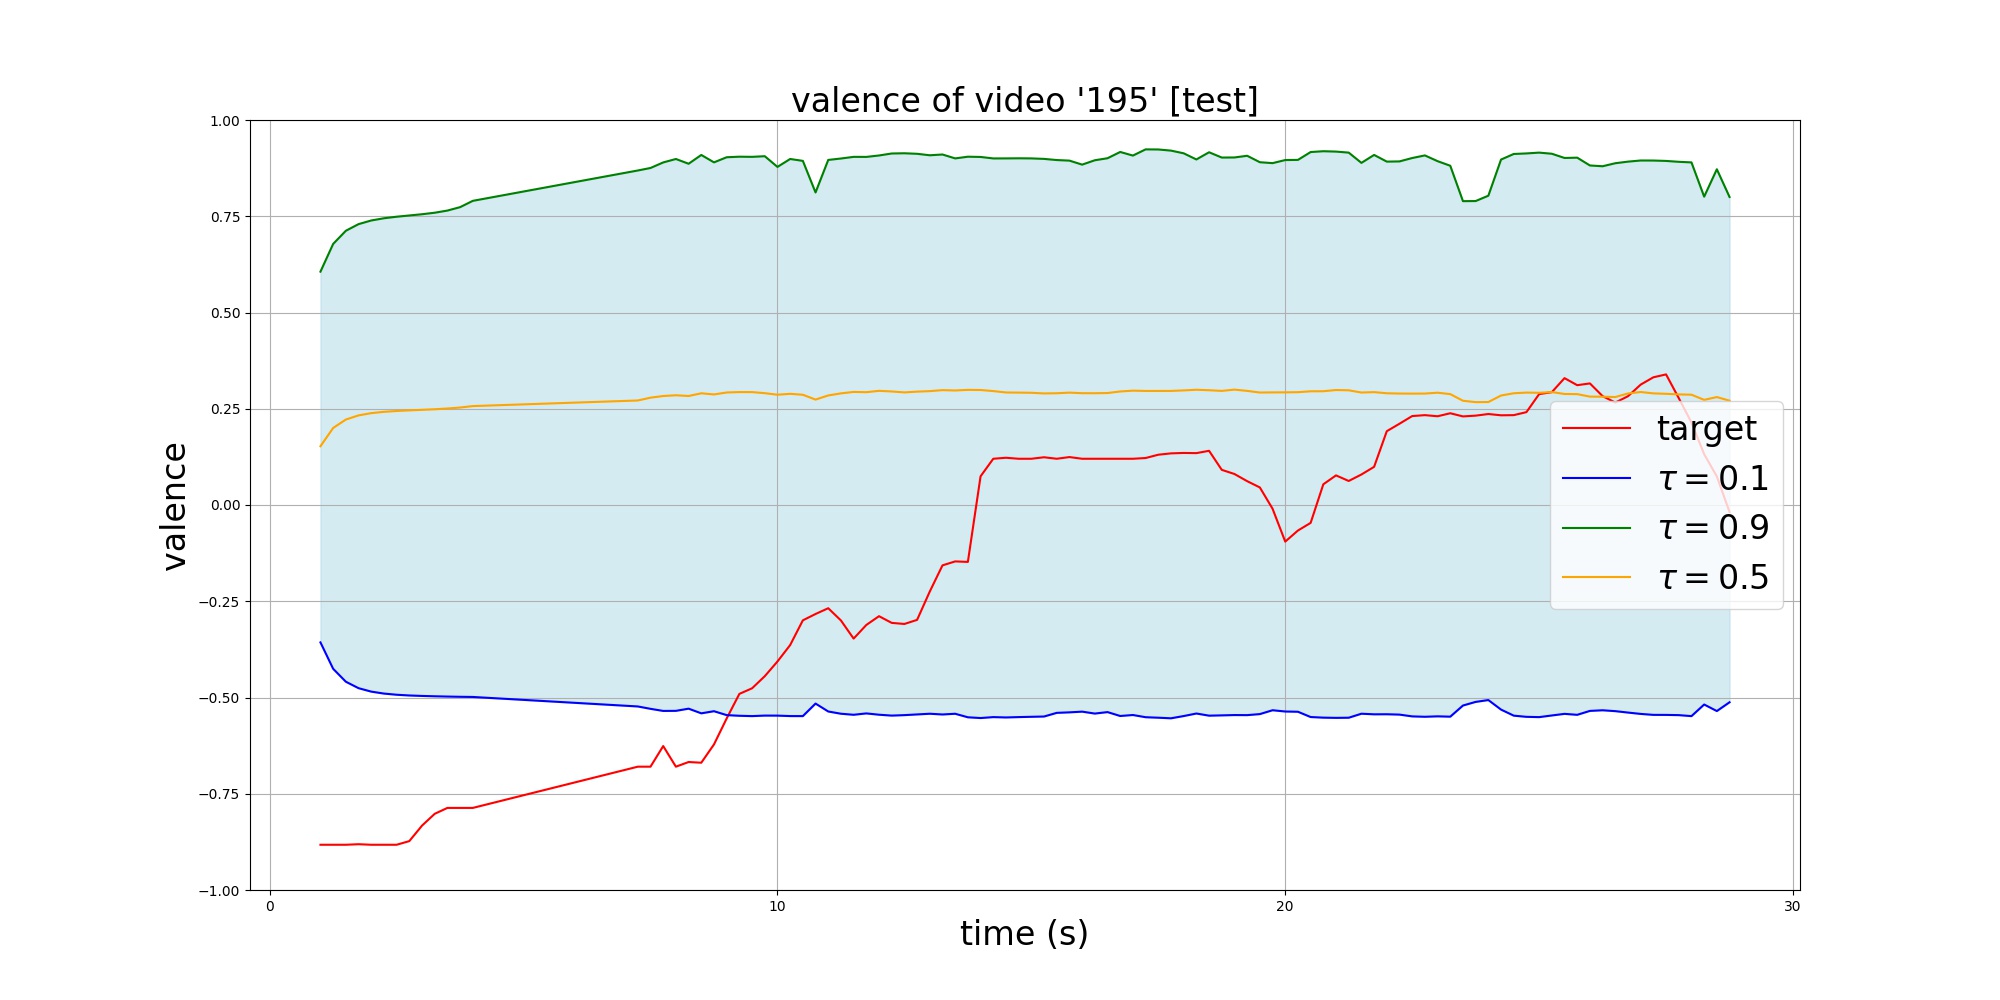 valence of video '195' [test]
1.00
0.75
0.50
0.25
0.00
−0.25
−0.50
−0.75
−1.00
valence
0 10 20 30
time (s)
target
τ = 0.1
τ = 0.9
τ = 0.5